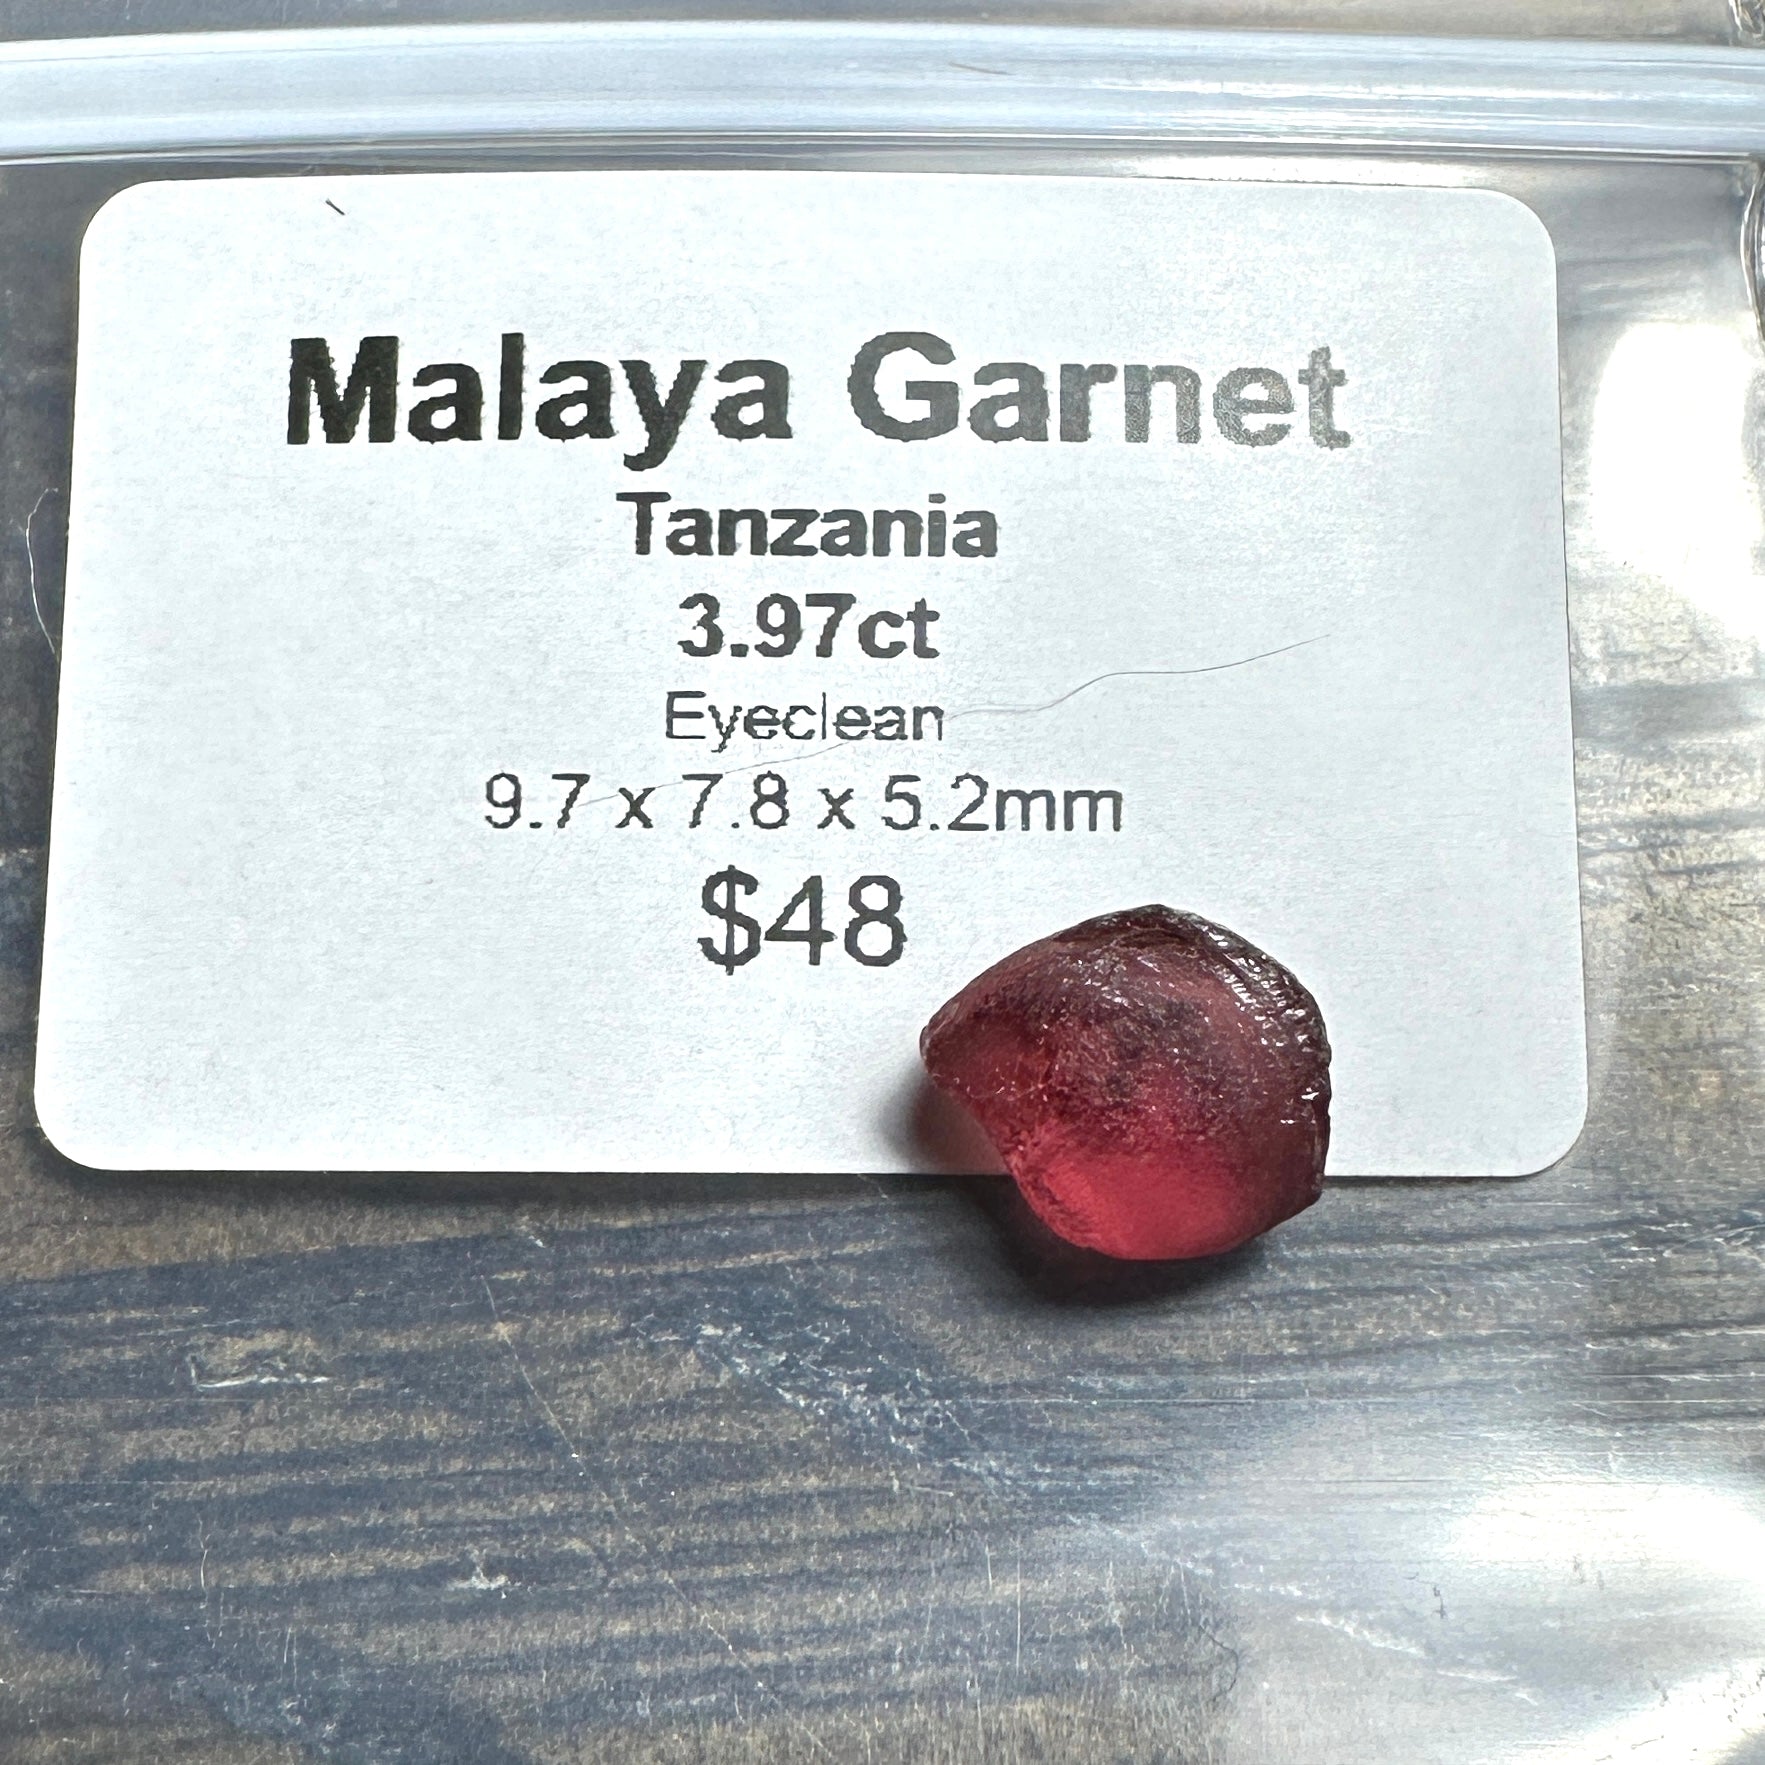 Malaya Garnet
Tanzania
3.97ct
Eyeclean
9.7 x 7.8 x 5.2mm
$48